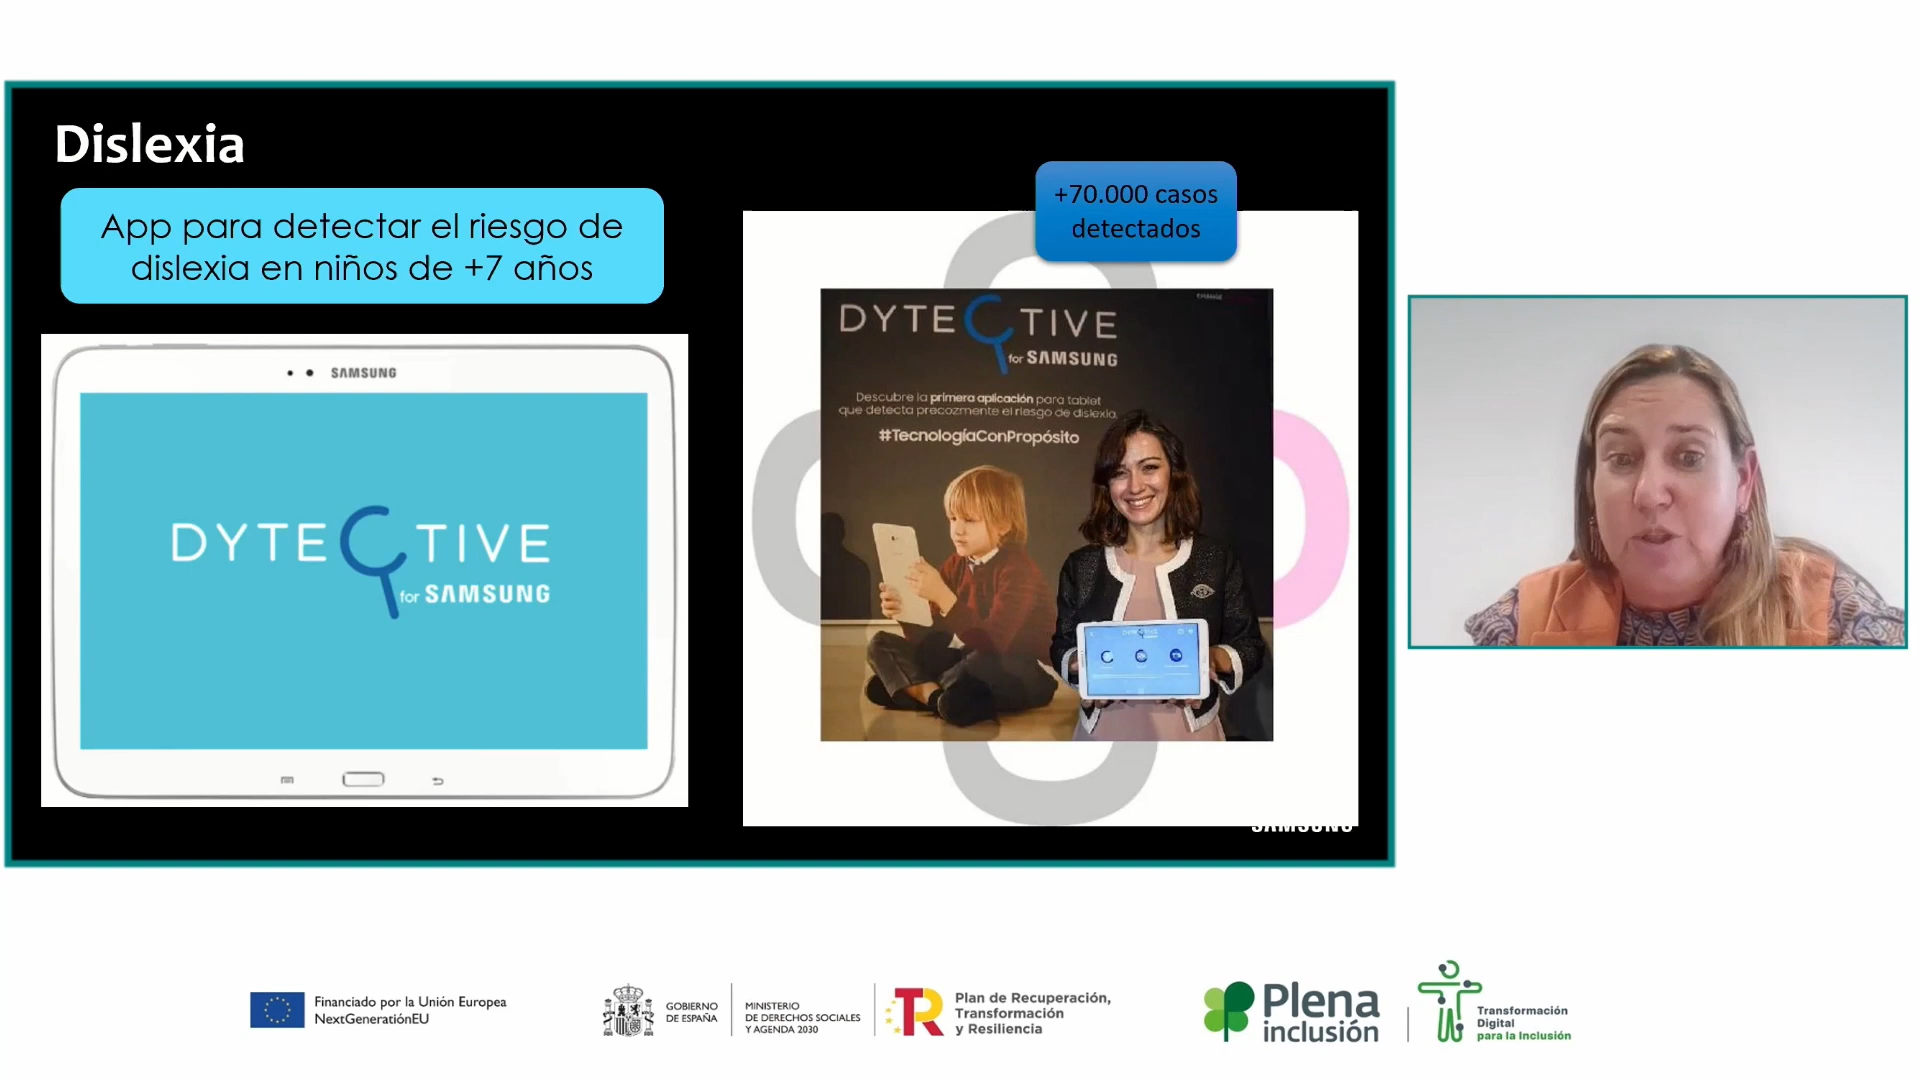 Dislexia
App para detectar el riesgo de
dislexia en niños de +7 años
+70.000 casos
detectados
SAMSUNG
DYTECTIVE
for SAMSUNG
DYTECTIVE
for SAMSUNG
Descubre la primera aplicación para tablet
que detecta precozmente el riesgo de dislexia.
#TecnologíaConPropósito
SAMSUNG
Financiado por la Unión Europea
NextGenerationEU
GOBIERNO
DE ESPAÑA
MINISTERIO
DE DERECHOS SOCIALES
Y AGENDA 2030
Plan de Recuperación,
Transformación
y Resiliencia
Plena
inclusión
Transformación
Digital
para la Inclusión